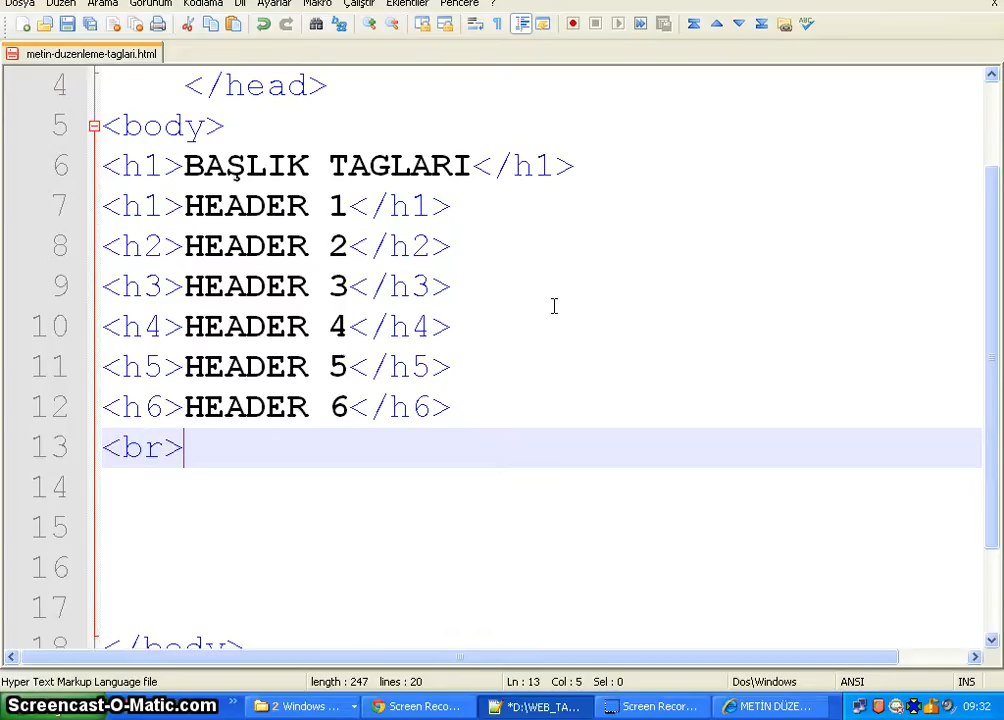 Dosya Düzen Arama Görünüm Kodlama Dil Ayarlar Makro Çalıştır Eklentiler Pencere ?
metin-duzenleme-taglari.html
4 </head>
5 <body>
6 <h1>BAŞLIK TAGLARI</h1>
7 <h1>HEADER 1</h1>
8 <h2>HEADER 2</h2>
9 <h3>HEADER 3</h3>
10 <h4>HEADER 4</h4>
11 <h5>HEADER 5</h5>
12 <h6>HEADER 6</h6>
13 <br>
14
15
16
17
18 </body>
Hyper Text Markup Language file length : 247 lines : 20 Ln : 13 Col : 5 Sel : 0 Dos\Windows ANSI INS
Screencast-O-Matic.com 2 Windows ... Screen Reco... *D:\WEB_TA... Screen Recor... METİN DÜZE... 09:32